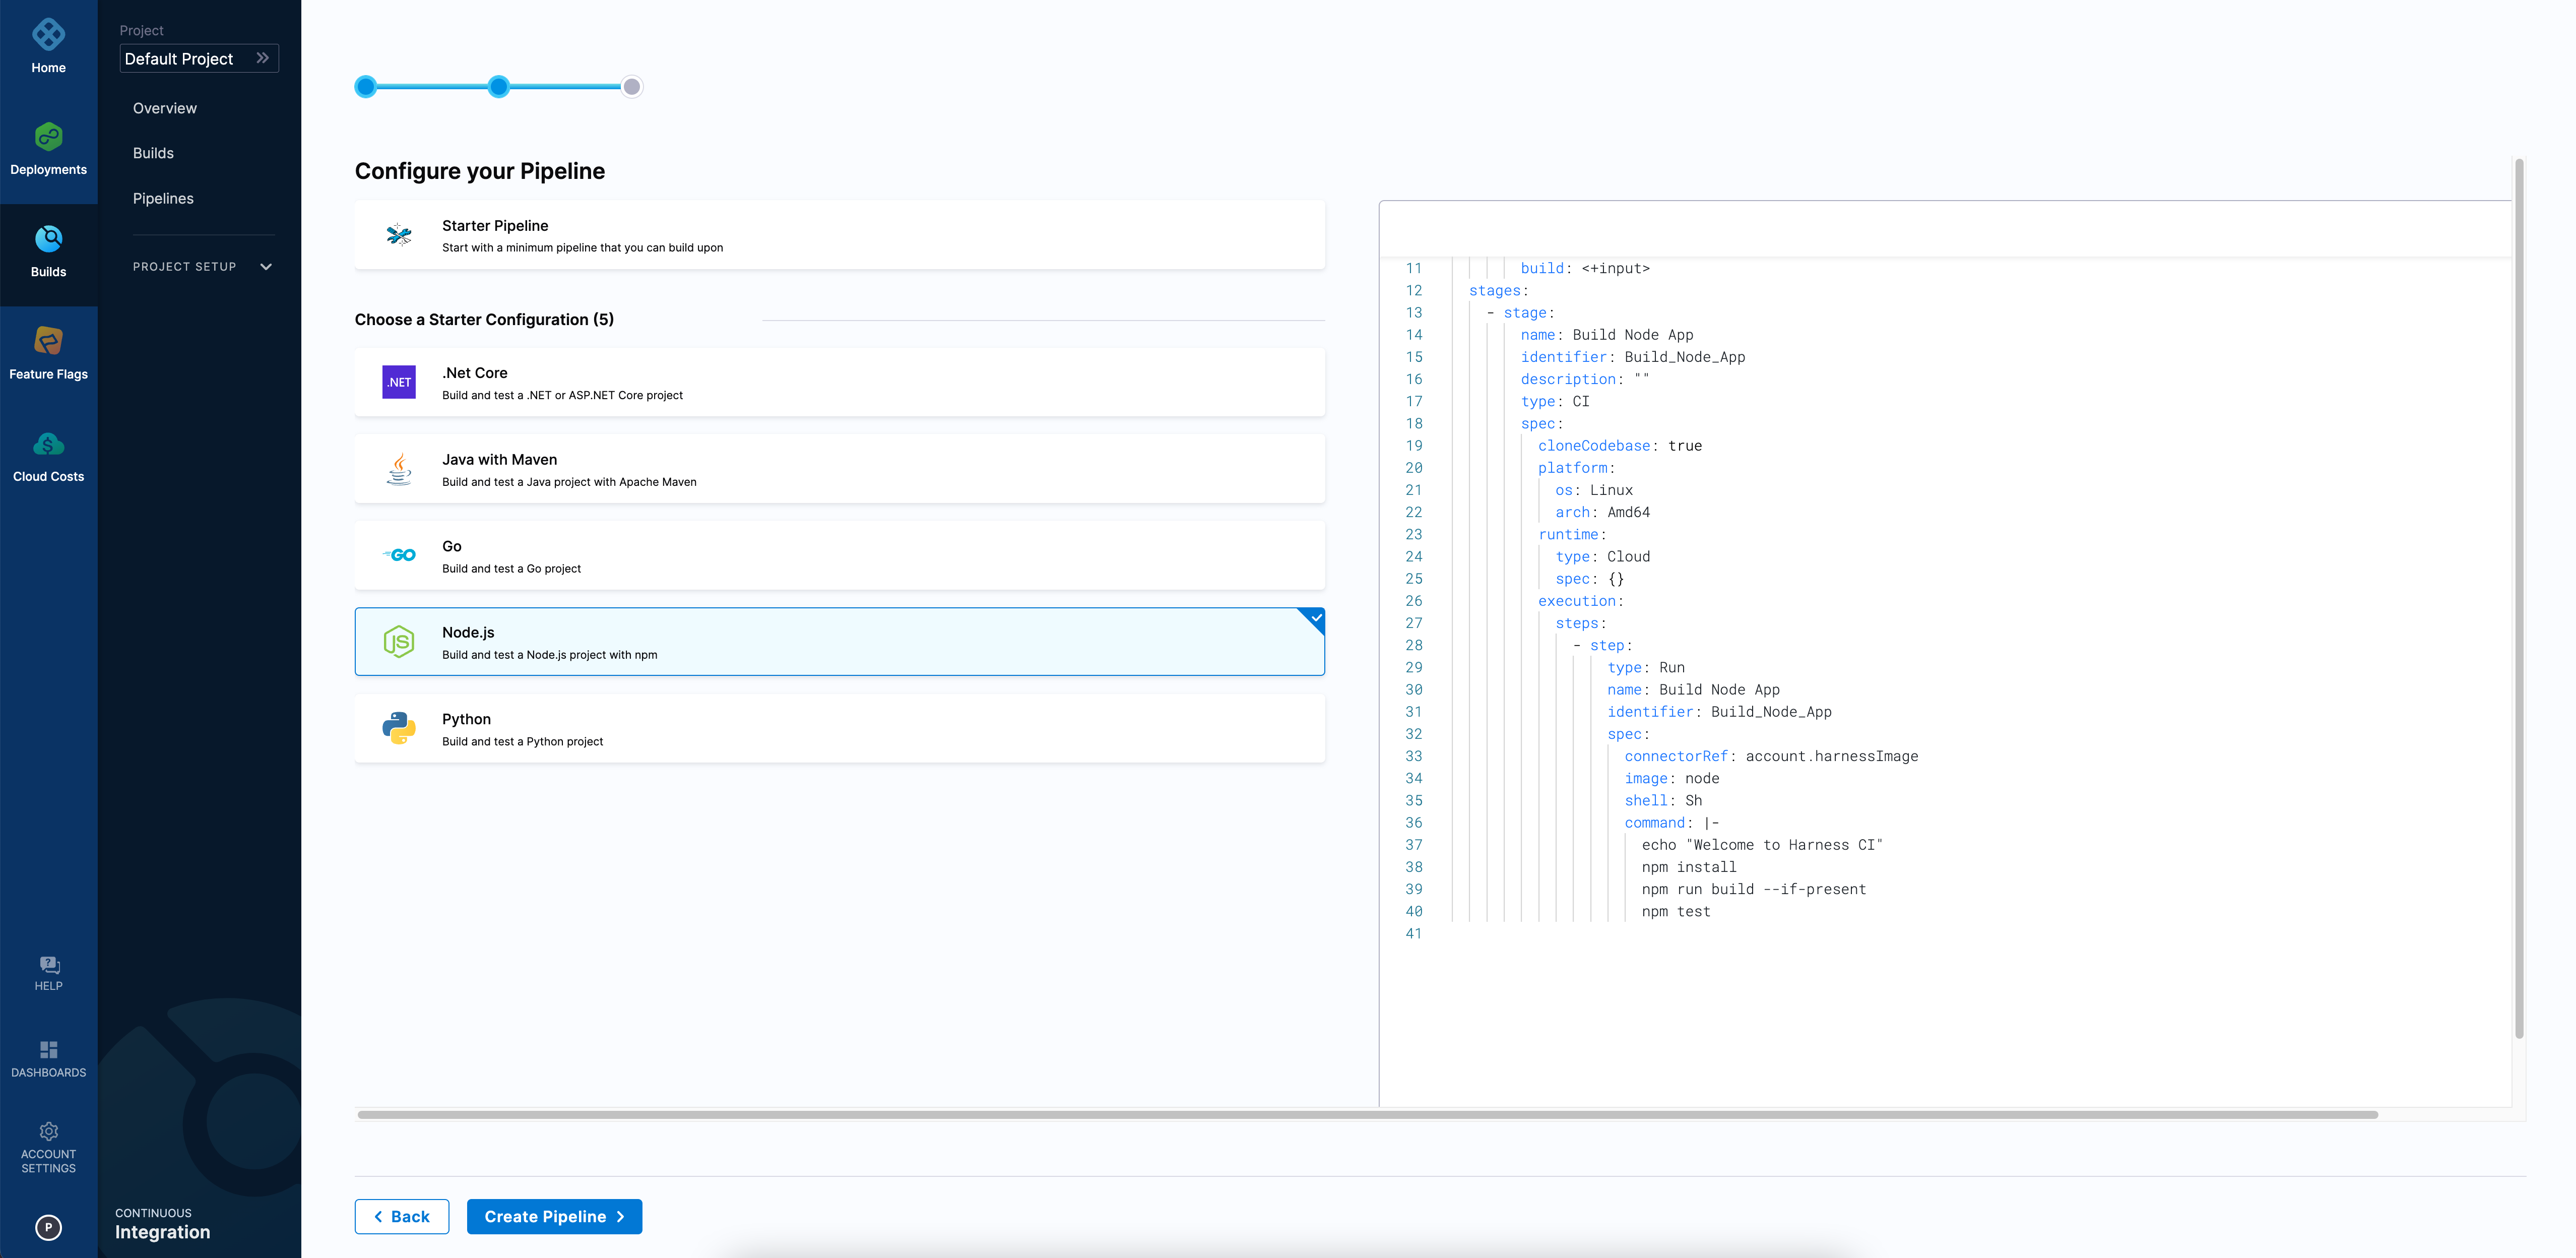 Home
Deployments
Builds
Feature Flags
Cloud Costs
HELP
DASHBOARDS
ACCOUNT
SETTINGS
P
Project
Default Project
Overview
Builds
Pipelines
PROJECT SETUP
CONTINUOUS
Integration
Configure your Pipeline
Starter Pipeline
Start with a minimum pipeline that you can build upon
Choose a Starter Configuration (5)
.NET
.Net Core
Build and test a .NET or ASP.NET Core project
Java with Maven
Build and test a Java project with Apache Maven
GO
Go
Build and test a Go project
JS
Node.js
Build and test a Node.js project with npm
Python
Build and test a Python project
11 build: <+input>
12 stages:
13 - stage:
14 name: Build Node App
15 identifier: Build_Node_App
16 description: ""
17 type: CI
18 spec:
19 cloneCodebase: true
20 platform:
21 os: Linux
22 arch: Amd64
23 runtime:
24 type: Cloud
25 spec: {}
26 execution:
27 steps:
28 - step:
29 type: Run
30 name: Build Node App
31 identifier: Build_Node_App
32 spec:
33 connectorRef: account.harnessImage
34 image: node
35 shell: Sh
36 command: |-
37 echo "Welcome to Harness CI"
38 npm install
39 npm run build --if-present
40 npm test
41
Back
Create Pipeline